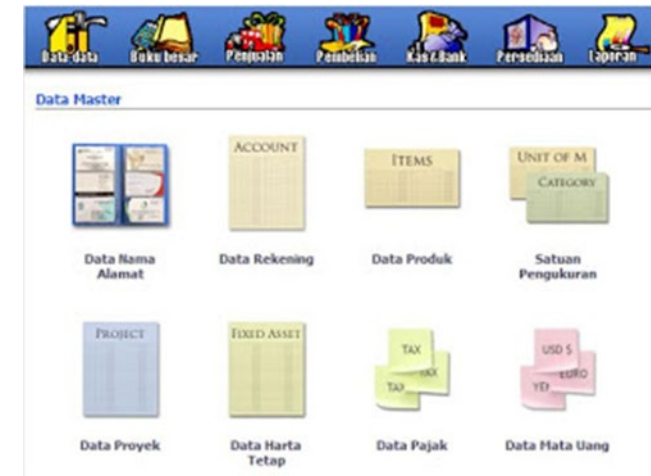 Data-data Buku besar Penjualan Pembelian Kas & Bank Persediaan Laporan
Data Master
ACCOUNT ITEMS UNIT OF M
CATEGORY
Data Nama Alamat
Data Rekening
Data Produk
Satuan Pengukuran
PROJECT FIXED ASSET
TAX USD $
TAX TAX YEN EURO
Data Proyek
Data Harta Tetap
Data Pajak
Data Mata Uang